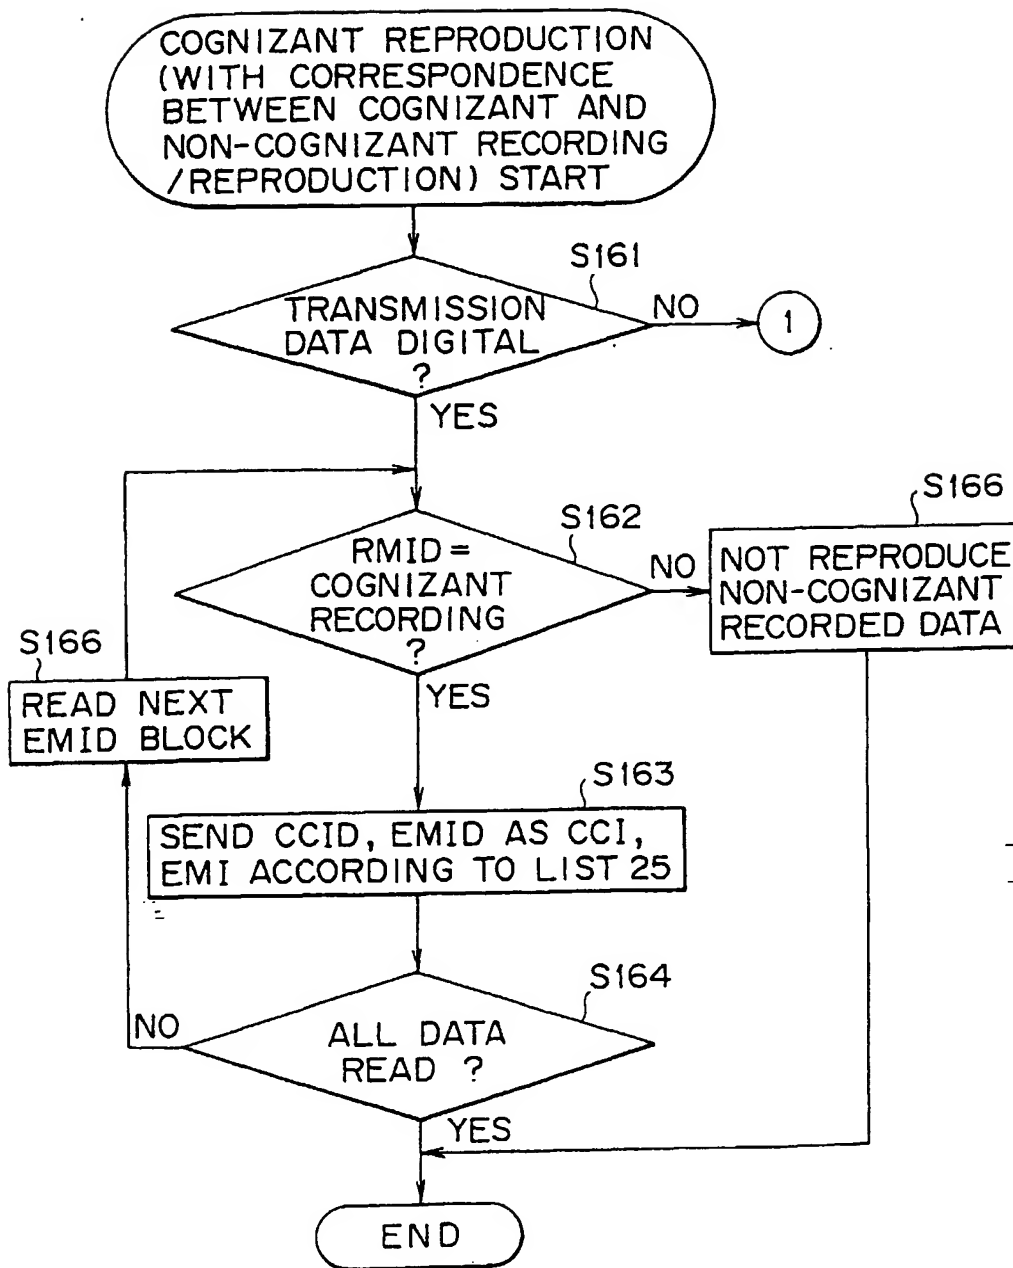 COGNIZANT REPRODUCTION
(WITH CORRESPONDENCE
BETWEEN COGNIZANT AND
NON-COGNIZANT RECORDING
/REPRODUCTION) START
S161
TRANSMISSION
DATA DIGITAL
?
NO
1
YES
S162
RMID=
COGNIZANT
RECORDING
?
NO
S166
NOT REPRODUCE
NON-COGNIZANT
RECORDED DATA
YES
S166
READ NEXT
EMID BLOCK
S163
SEND CCID, EMID AS CCI,
EMI ACCORDING TO LIST 25
S164
ALL DATA
READ ?
NO
YES
END